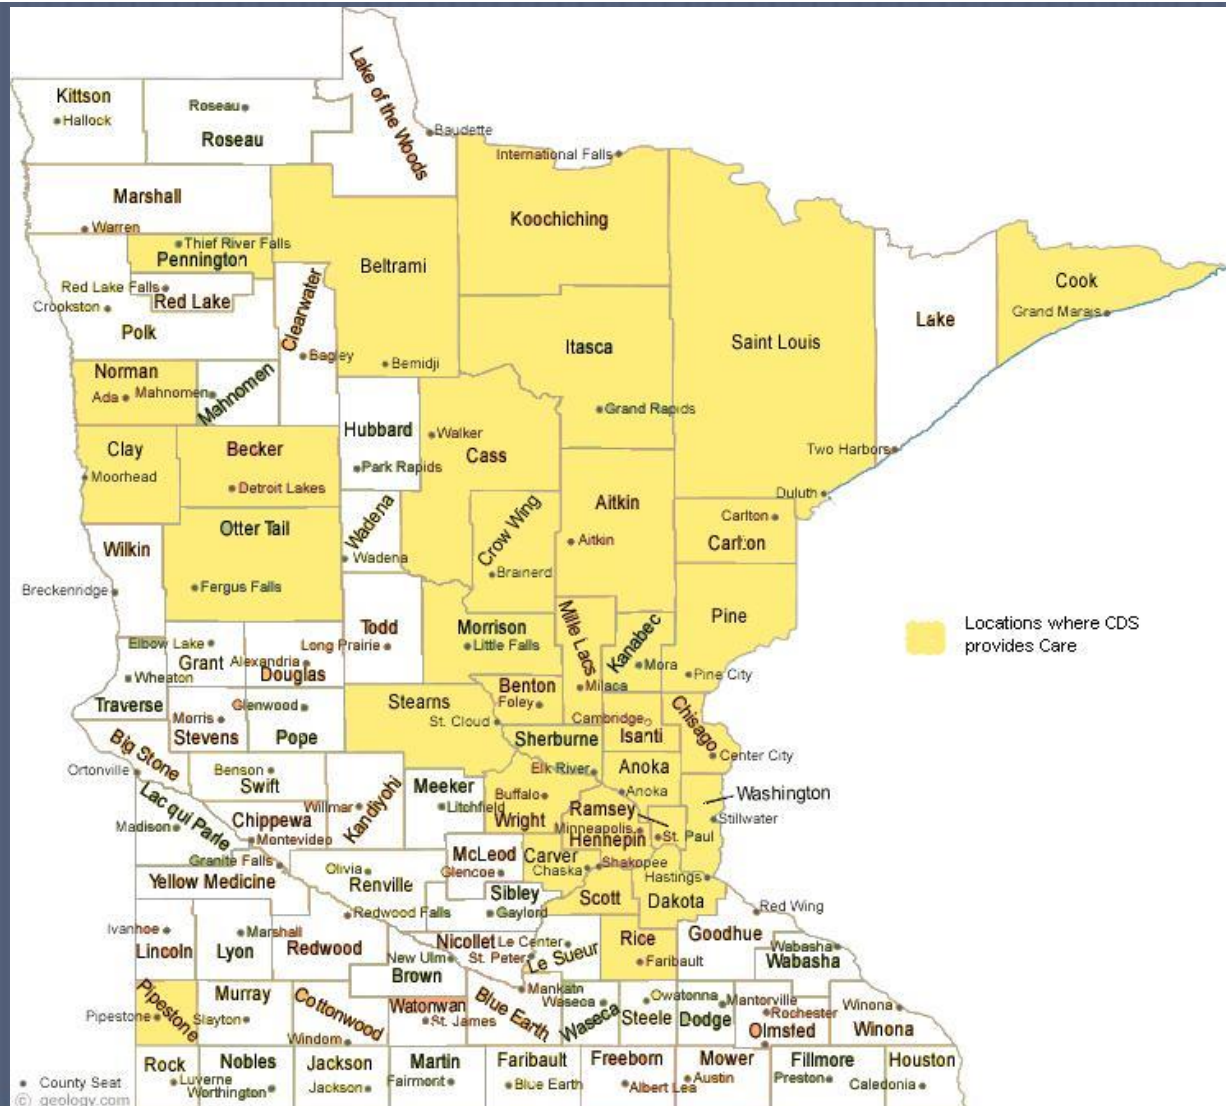 Lake of the Woods
Kittson
Hallock
Roseau
Roseau
Baudette
International Falls
Marshall
Warren
Koochiching
Thief River Falls
Pennington
Beltrami
Cook
Grand Marais
Red Lake Falls
Red Lake
Crookston
Polk
Clearwater
Bagley
Bemidji
Lake
Saint Louis
Itasca
Grand Rapids
Norman
Ada
Mahnomen
Mahnomen
Hubbard
Park Rapids
Walker
Cass
Two Harbors
Clay
Moorhead
Becker
Detroit Lakes
Duluth
Otter Tail
Fergus Falls
Wadena
Wadena
Crow Wing
Brainerd
Aitkin
Aitkin
Carlton
Carlton
Wilkin
Breckenridge
Pine
Pine City
Todd
Long Prairie
Morrison
Little Falls
Mille Lacs
Milaca
Kanabec
Mora
Locations where CDS
provides Care
Elbow Lake
Grant
Alexandria
Douglas
Wheaton
Traverse
Glenwood
Pope
Morris
Stevens
Stearns
St. Cloud
Benton
Foley
Cambridge
Isanti
Chisago
Center City
Sherburne
Elk River
Anoka
Anoka
Washington
Stillwater
Big Stone
Ortonville
Benson
Swift
Kandiyohi
Willmar
Meeker
Litchfield
Buffalo
Wright
Ramsey
Minneapolis
Hennepin
St. Paul
Lac qui Parle
Madison
Chippewa
Montevideo
Granite Falls
Yellow Medicine
Olivia
Renville
McLeod
Glencoe
Carver
Chaska
Shakopee
Hastings
Scott
Dakota
Sibley
Gaylord
Redwood Falls
Red Wing
Ivanhoe
Lincoln
Marshall
Lyon
Redwood
Nicollet
Le Center
St. Peter
Le Sueur
New Ulm
Brown
Rice
Faribault
Goodhue
Wabasha
Wabasha
Pipestone
Pipestone
Murray
Slayton
Cottonwood
Windom
Watonwan
St. James
Mankato
Blue Earth
Waseca
Waseca
Owatonna
Steele
Mantorville
Dodge
Rochester
Olmsted
Winona
Winona
Rock
Luverne
Nobles
Worthington
Jackson
Jackson
Martin
Fairmont
Faribault
Blue Earth
Freeborn
Albert Lea
Mower
Austin
Fillmore
Preston
Houston
Caledonia
County Seat
© geology.com